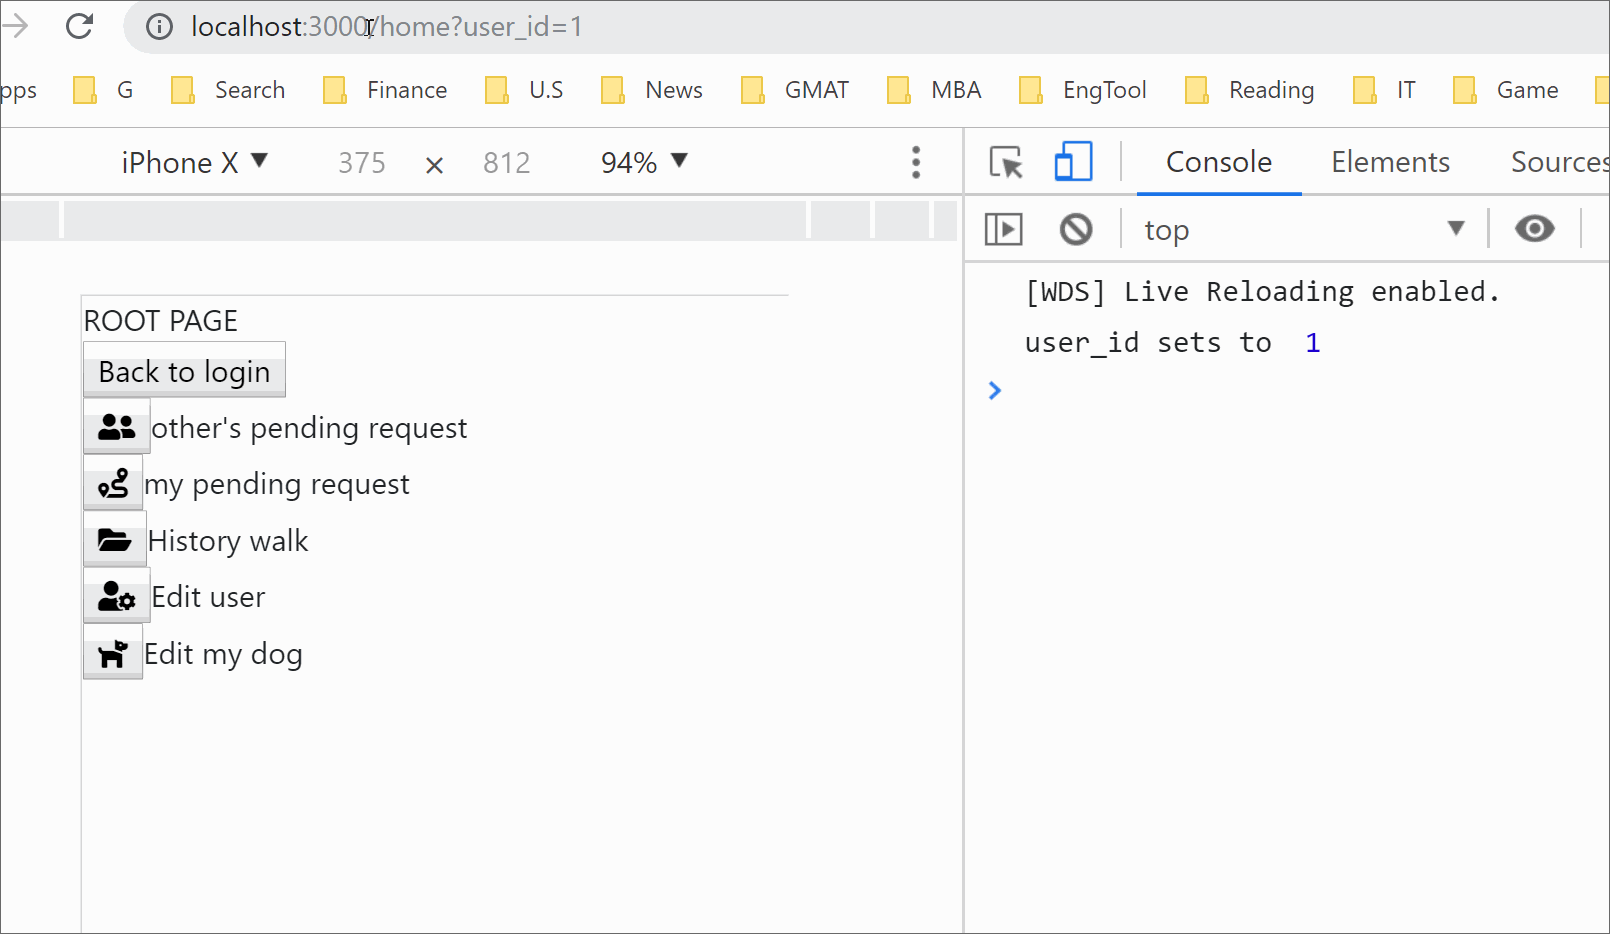 localhost:3000/home?user_id=1
pps G Search Finance U.S News GMAT MBA EngTool Reading IT Game
iPhone X 375 × 812 94%
Console Elements Sources
top
[WDS] Live Reloading enabled.
user_id sets to 1
ROOT PAGE
Back to login
other's pending request
my pending request
History walk
Edit user
Edit my dog